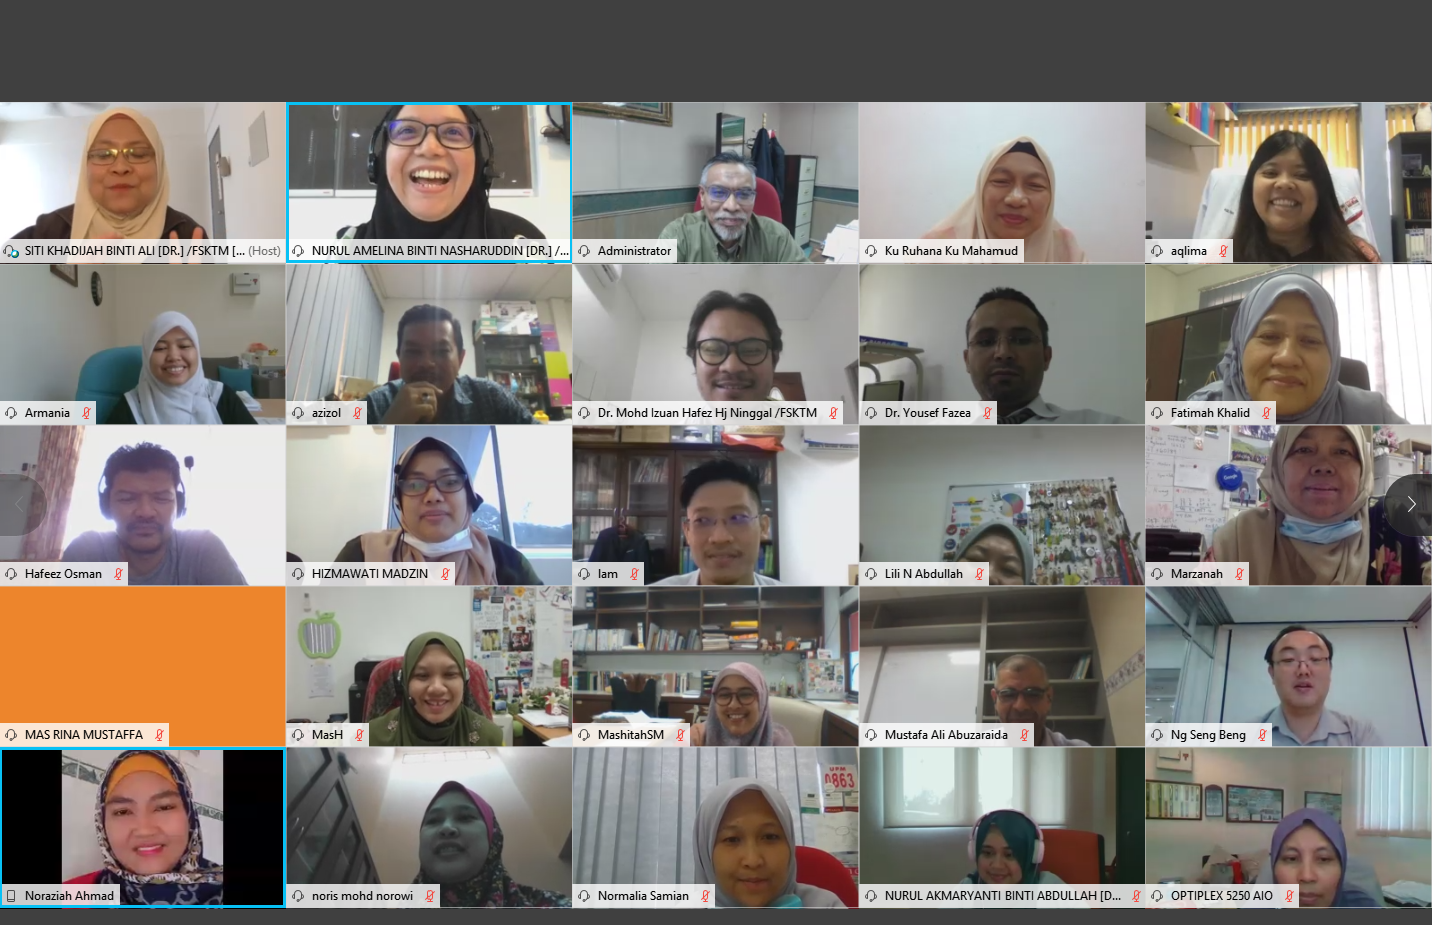 SITI KHADIJAH BINTI ALI [DR.] /FSKTM [... (Host)
NURUL AMELINA BINTI NASHARUDDIN [DR.] /...
Administrator
Ku Ruhana Ku Mahamud
aqlima
Armania
azizol
Dr. Mohd Izuan Hafez Hj Ninggal /FSKTM
Dr. Yousef Fazea
Fatimah Khalid
Hafeez Osman
HIZMAWATI MADZIN
Iam
Lili N Abdullah
Marzanah
MAS RINA MUSTAFFA
MasH
MashitahSM
Mustafa Ali Abuzaraida
Ng Seng Beng
UPM
0863
Noraziah Ahmad
noris mohd norowi
Normalia Samian
NURUL AKMARYANTI BINTI ABDULLAH [D...
OPTIPLEX 5250 AIO